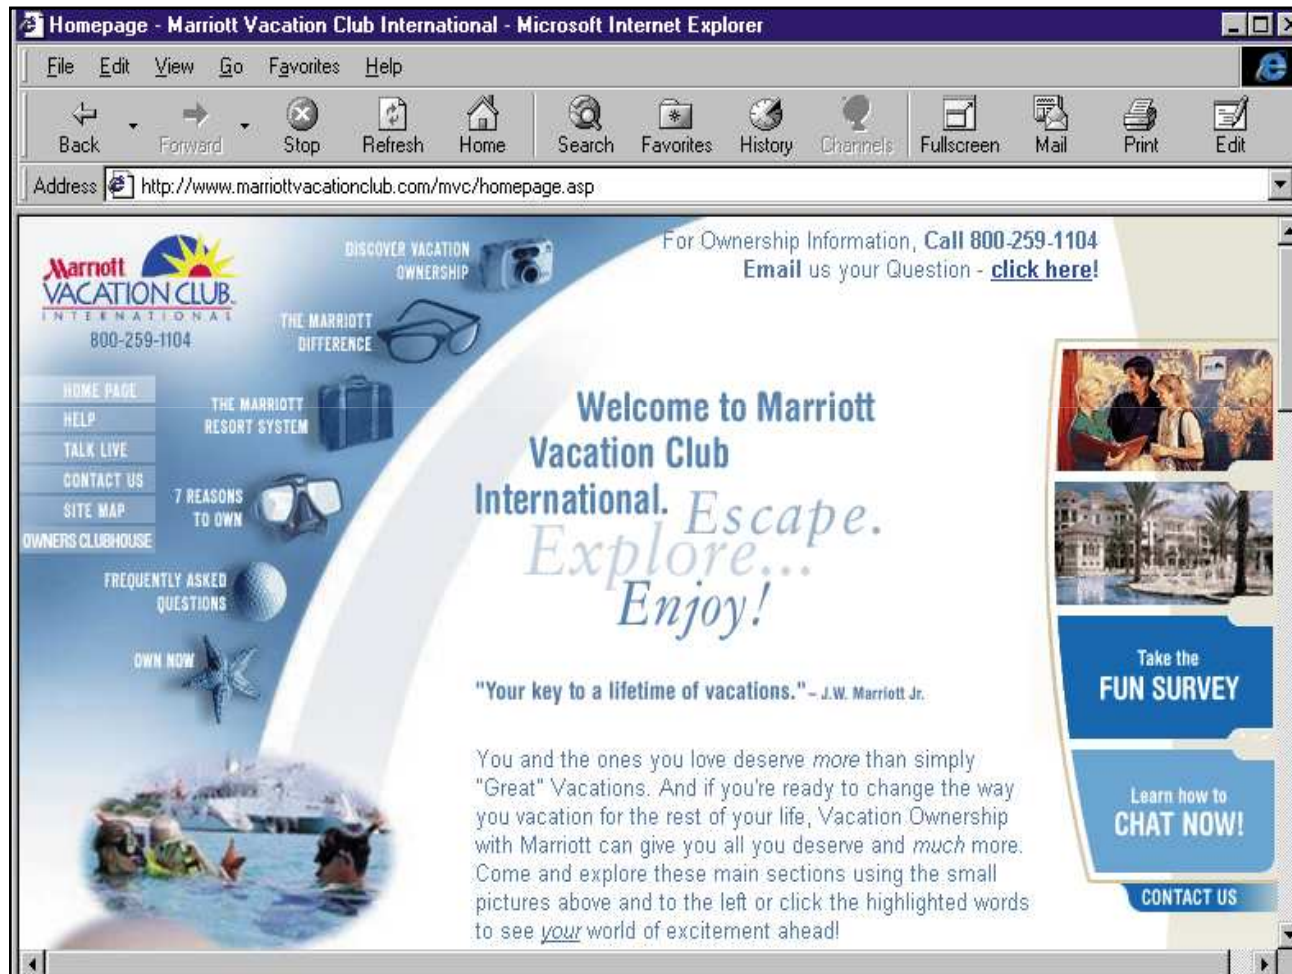 Homepage - Marriott Vacation Club International - Microsoft Internet Explorer
File Edit View Go Favorites Help
Back Forward Stop Refresh Home Search Favorites History Channels Fullscreen Mail Print Edit
Address http://www.marriottvacationclub.com/mvc/homepage.asp
Marriott
VACATION CLUB
INTERNATIONAL
800-259-1104
HOME PAGE
HELP
TALK LIVE
CONTACT US
SITE MAP
OWNERS CLUBHOUSE
DISCOVER VACATION
OWNERSHIP
THE MARRIOTT
DIFFERENCE
THE MARRIOTT
RESORT SYSTEM
7 REASONS
TO OWN
FREQUENTLY ASKED
QUESTIONS
OWN NOW
For Ownership Information, Call 800-259-1104
Email us your Question - click here!
Welcome to Marriott
Vacation Club
International.
Escape.
Explore...
Enjoy!
"Your key to a lifetime of vacations." – J.W. Marriott Jr.
You and the ones you love deserve more than simply
"Great" Vacations. And if you're ready to change the way
you vacation for the rest of your life, Vacation Ownership
with Marriott can give you all you deserve and much more.
Come and explore these main sections using the small
pictures above and to the left or click the highlighted words
to see your world of excitement ahead!
Take the
FUN SURVEY
Learn how to
CHAT NOW!
CONTACT US